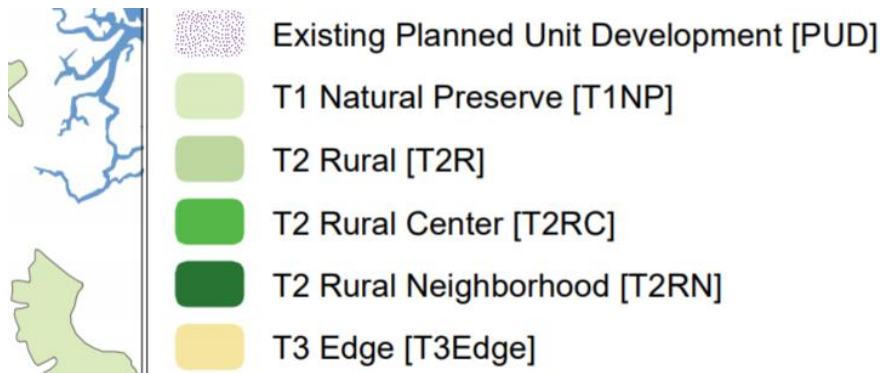 Existing Planned Unit Development [PUD]
T1 Natural Preserve [T1NP]
T2 Rural [T2R]
T2 Rural Center [T2RC]
T2 Rural Neighborhood [T2RN]
T3 Edge [T3Edge]